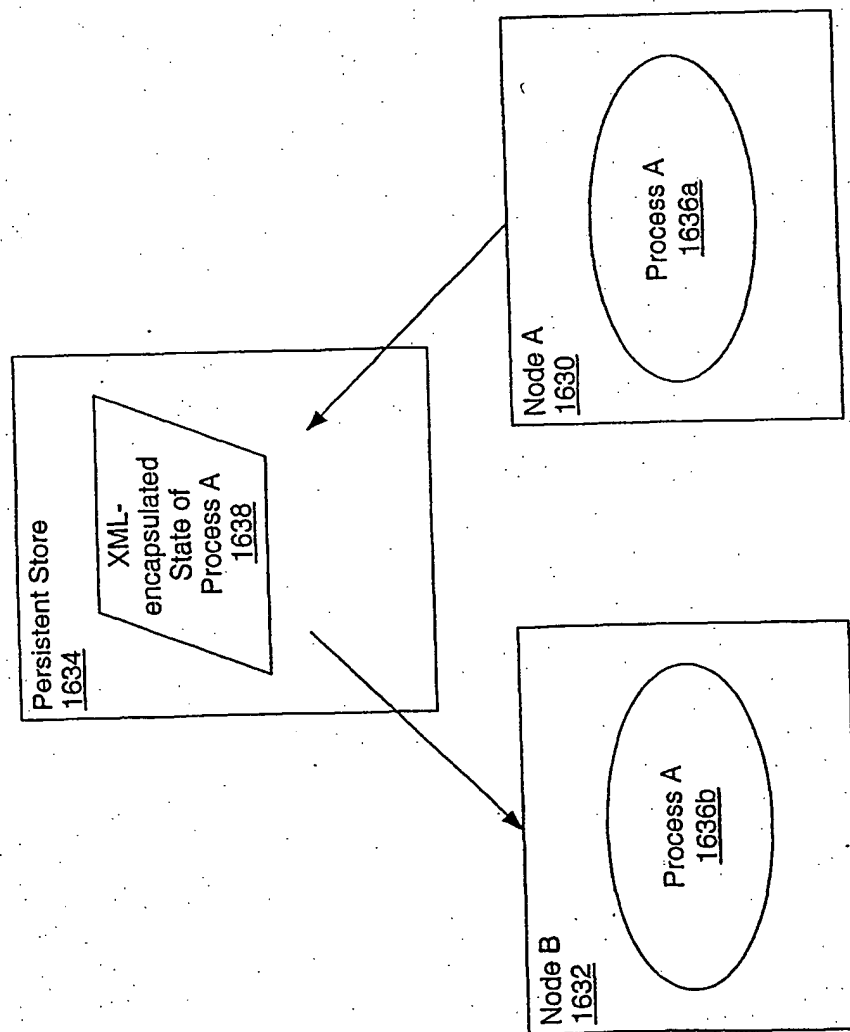 Persistent Store
1634
XML-
encapsulated
State of
Process A
1638
Node A
1630
Process A
1636a
Node B
1632
Process A
1636b